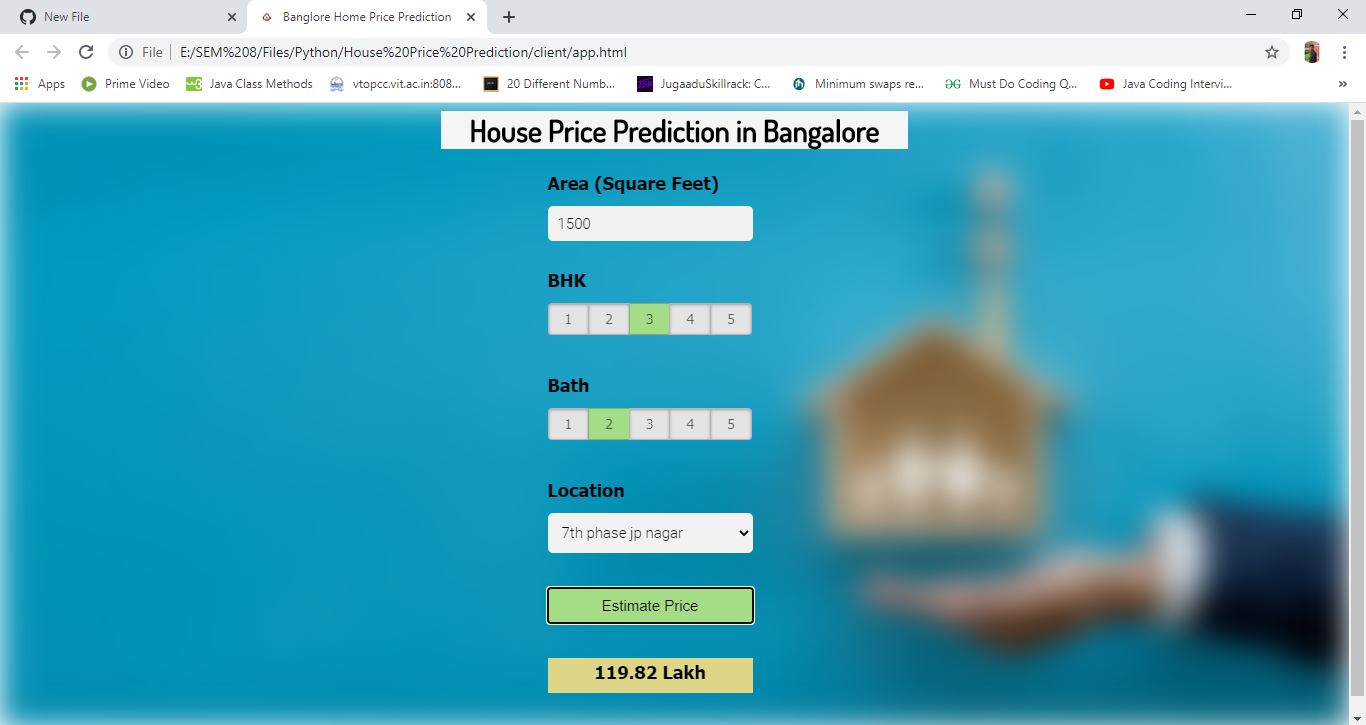 New File
Banglore Home Price Prediction
File | E:/SEM%208/Files/Python/House%20Price%20Prediction/client/app.html
Apps Prime Video Java Class Methods vtopcc.vit.ac.in:808... 20 Different Numb... JugaaduSkillrack: C... Minimum swaps re... Must Do Coding Q... Java Coding Intervi... »
House Price Prediction in Bangalore
Area (Square Feet)
1500
BHK
1 2 3 4 5
Bath
1 2 3 4 5
Location
7th phase jp nagar
Estimate Price
119.82 Lakh